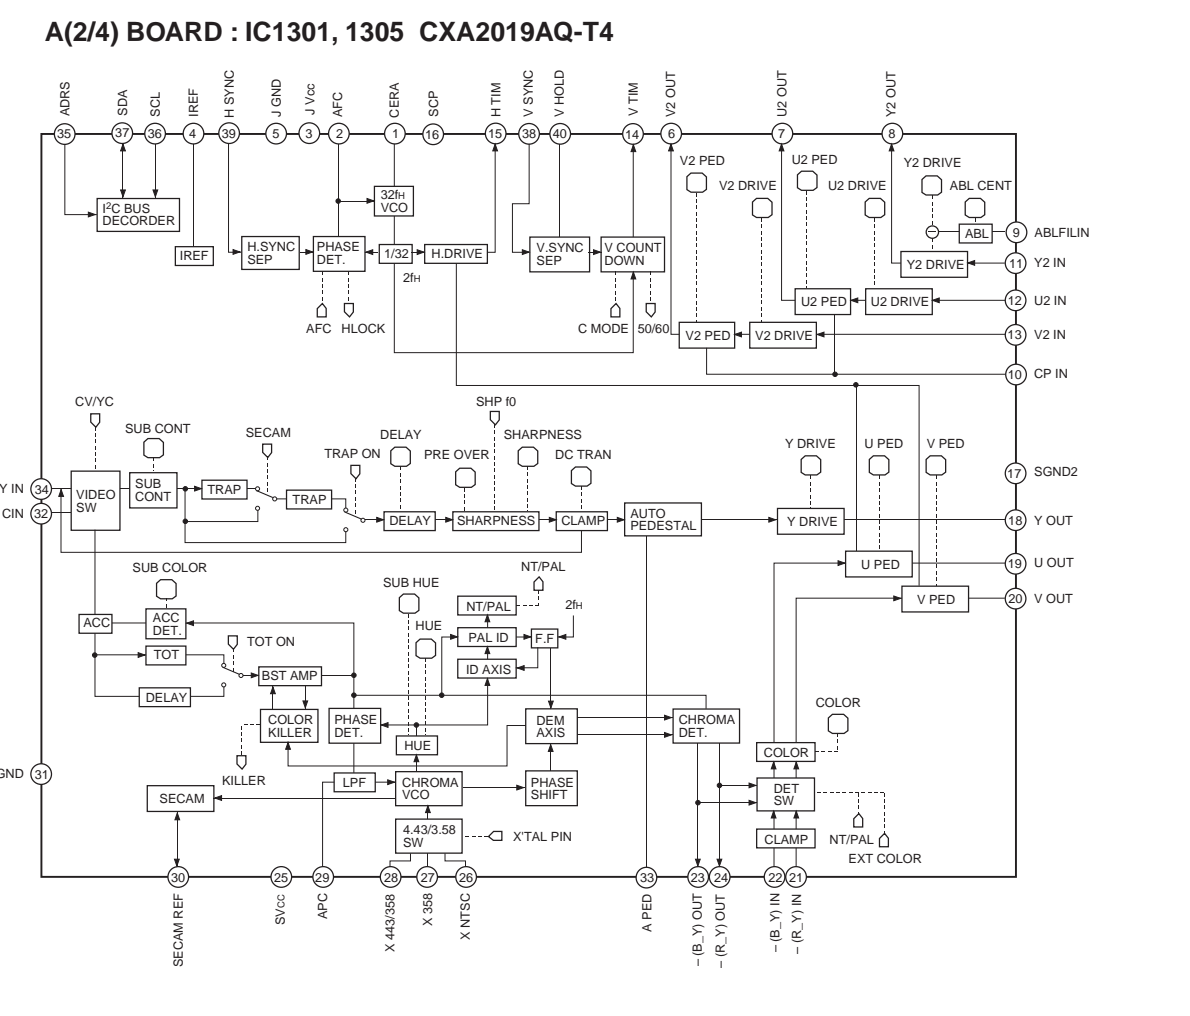 A(2/4) BOARD : IC1301, 1305 CXA2019AQ-T4
ADRS
SDA
SCL
IREF
H SYNC
J GND
J Vcc
AFC
CERA
SCP
H TIM
V SYNC
V HOLD
V TIM
V2 OUT
U2 OUT
Y2 OUT
35
37
36
4
39
5
3
2
1
16
15
38
40
14
6
7
8
V2 PED
U2 PED
Y2 DRIVE
V2 DRIVE
U2 DRIVE
ABL CENT
I2C BUS
DECORDER
32fH
VCO
IREF
H.SYNC
SEP
PHASE
DET.
1/32
H.DRIVE
2fH
V.SYNC
SEP
V COUNT
DOWN
ABL
9
ABLFILIN
Y2 DRIVE
11
Y2 IN
U2 PED
U2 DRIVE
12
U2 IN
AFC
HLOCK
C MODE
50/60
V2 PED
V2 DRIVE
13
V2 IN
10
CP IN
CV/YC
SUB CONT
SECAM
TRAP ON
DELAY
SHP f0
PRE OVER
SHARPNESS
DC TRAN
Y DRIVE
U PED
V PED
Y IN
34
CIN
32
VIDEO
SW
SUB
CONT
TRAP
TRAP
DELAY
SHARPNESS
CLAMP
AUTO
PEDESTAL
Y DRIVE
17
SGND2
18
Y OUT
U PED
19
U OUT
V PED
20
V OUT
SUB COLOR
SUB HUE
NT/PAL
HUE
NT/PAL
2fH
ACC
ACC
DET.
PAL ID
F.F
TOT ON
TOT
ID AXIS
BST AMP
DELAY
COLOR
KILLER
PHASE
DET.
HUE
DEM
AXIS
CHROMA
DET.
COLOR
COLOR
KILLER
GND
31
LPF
CHROMA
VCO
PHASE
SHIFT
SECAM
DET
SW
4.43/3.58
SW
X'TAL PIN
CLAMP
NT/PAL
EXT COLOR
30
25
29
28
27
26
33
23
24
22
21
SECAM REF
SVcc
APC
X 443/358
X 358
X NTSC
A PED
– (B_Y) OUT
– (R_Y) OUT
– (B_Y) IN
– (R_Y) IN